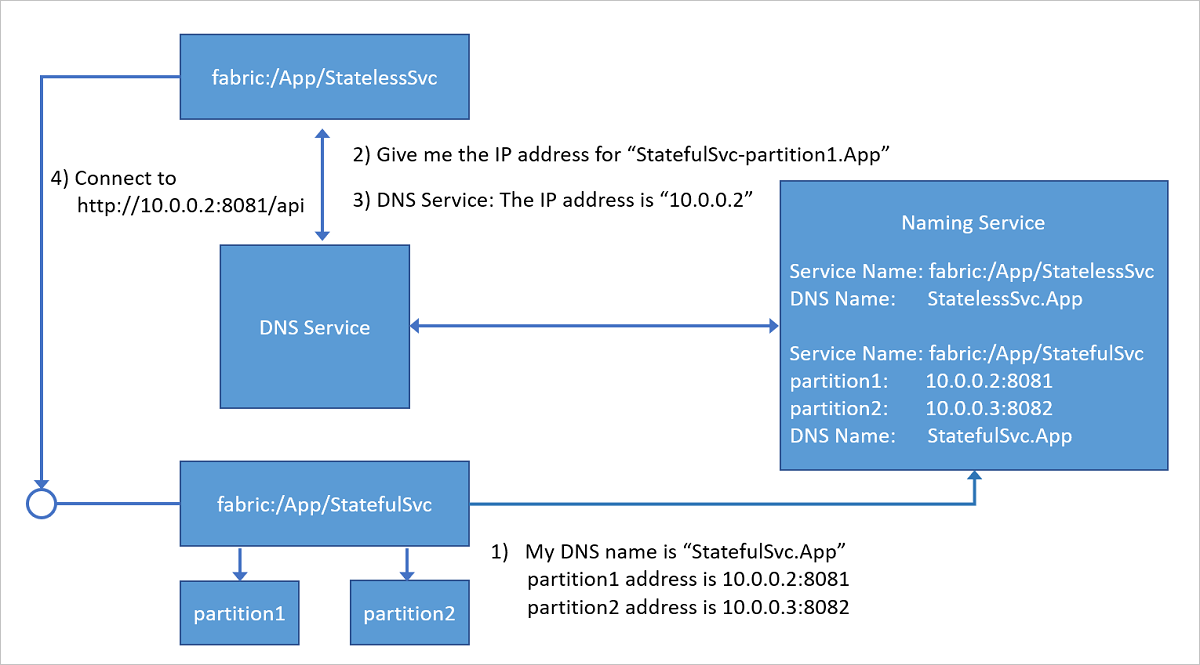 fabric:/App/StatelessSvc
2) Give me the IP address for “StatefulSvc-partition1.App”
3) DNS Service: The IP address is “10.0.0.2”
4) Connect to
http://10.0.0.2:8081/api
DNS Service
Naming Service
Service Name: fabric:/App/StatelessSvc
DNS Name: StatelessSvc.App
Service Name: fabric:/App/StatefulSvc
partition1: 10.0.0.2:8081
partition2: 10.0.0.3:8082
DNS Name: StatefulSvc.App
fabric:/App/StatefulSvc
1) My DNS name is “StatefulSvc.App”
partition1 address is 10.0.0.2:8081
partition2 address is 10.0.0.3:8082
partition1
partition2